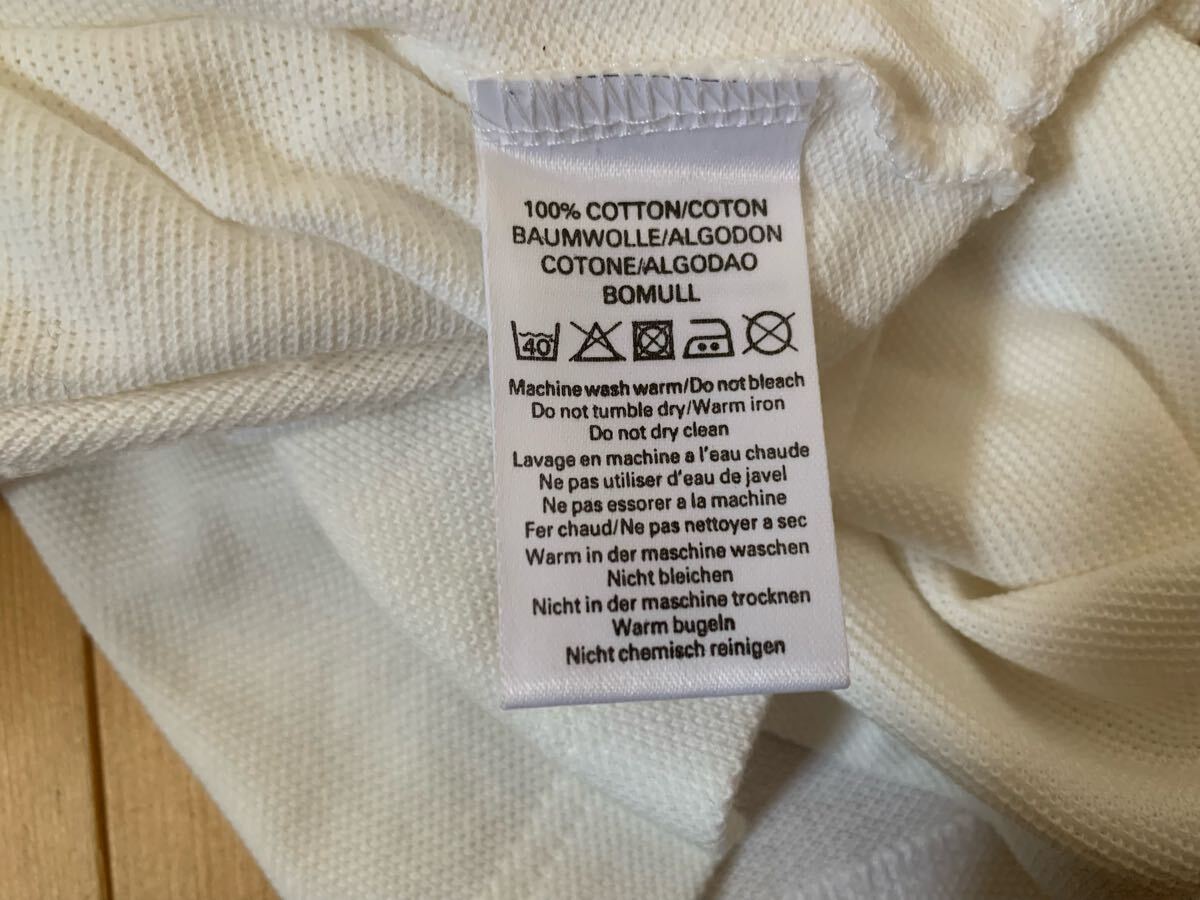 100% COTTON/COTON
BAUMWOLLE/ALGODON
COTONE/ALGODAO
BOMULL
40
Machine wash warm/Do not bleach
Do not tumble dry/Warm iron
Do not dry clean
Lavage en machine a l'eau chaude
Ne pas utiliser d'eau de javel
Ne pas essorer a la machine
Fer chaud/Ne pas nettoyer a sec
Warm in der maschine waschen
Nicht bleichen
Nicht in der maschine trocknen
Warm bugeln
Nicht chemisch reinigen